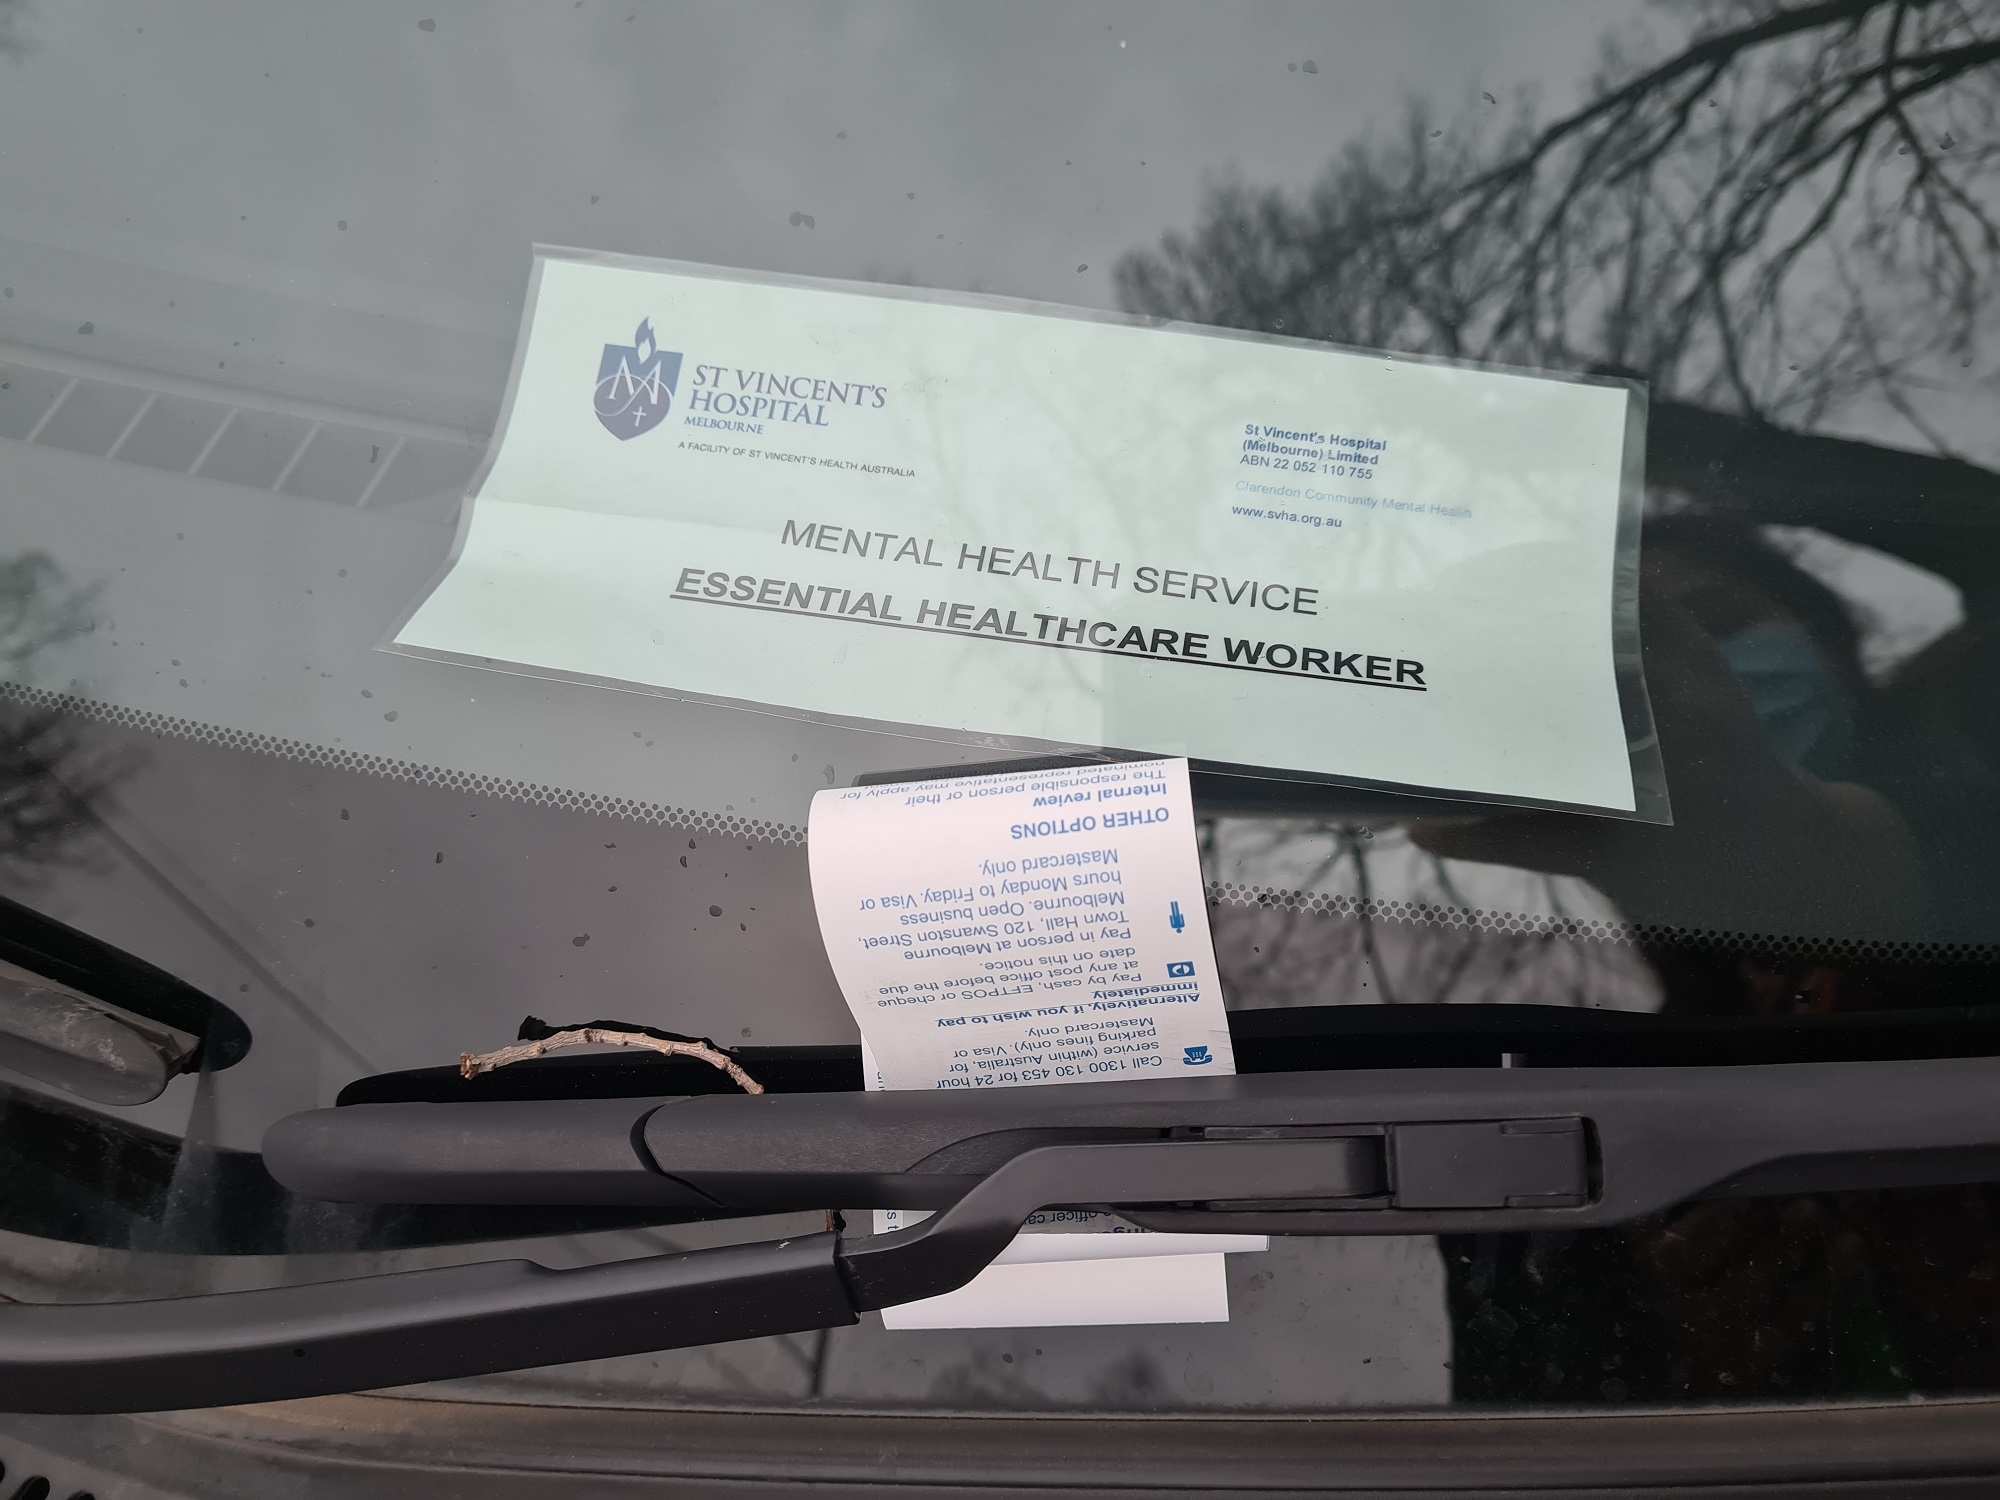 ST VINCENT'S
HOSPITAL
MELBOURNE
A FACILITY OF ST VINCENT'S HEALTH AUSTRALIA
St Vincent's Hospital
(Melbourne) Limited
ABN 22 052 110 755
Clarendon Community Mental Health
www.svha.org.au
MENTAL HEALTH SERVICE
ESSENTIAL HEALTHCARE WORKER
Call 1300 130 453 for 24 hour
service (within Australia, for
parking fines only). Visa or
Mastercard only.
Alternatively, if you wish to pay
immediately
Pay by cash, EFTPOS or cheque
at any post office before the due
date on this notice.
Pay in person at Melbourne
Town Hall, 120 Swanston Street,
Melbourne. Open business
hours Monday to Friday. Visa or
Mastercard only.
OTHER OPTIONS
Internal review
The responsible person or their
nominated representative may apply for